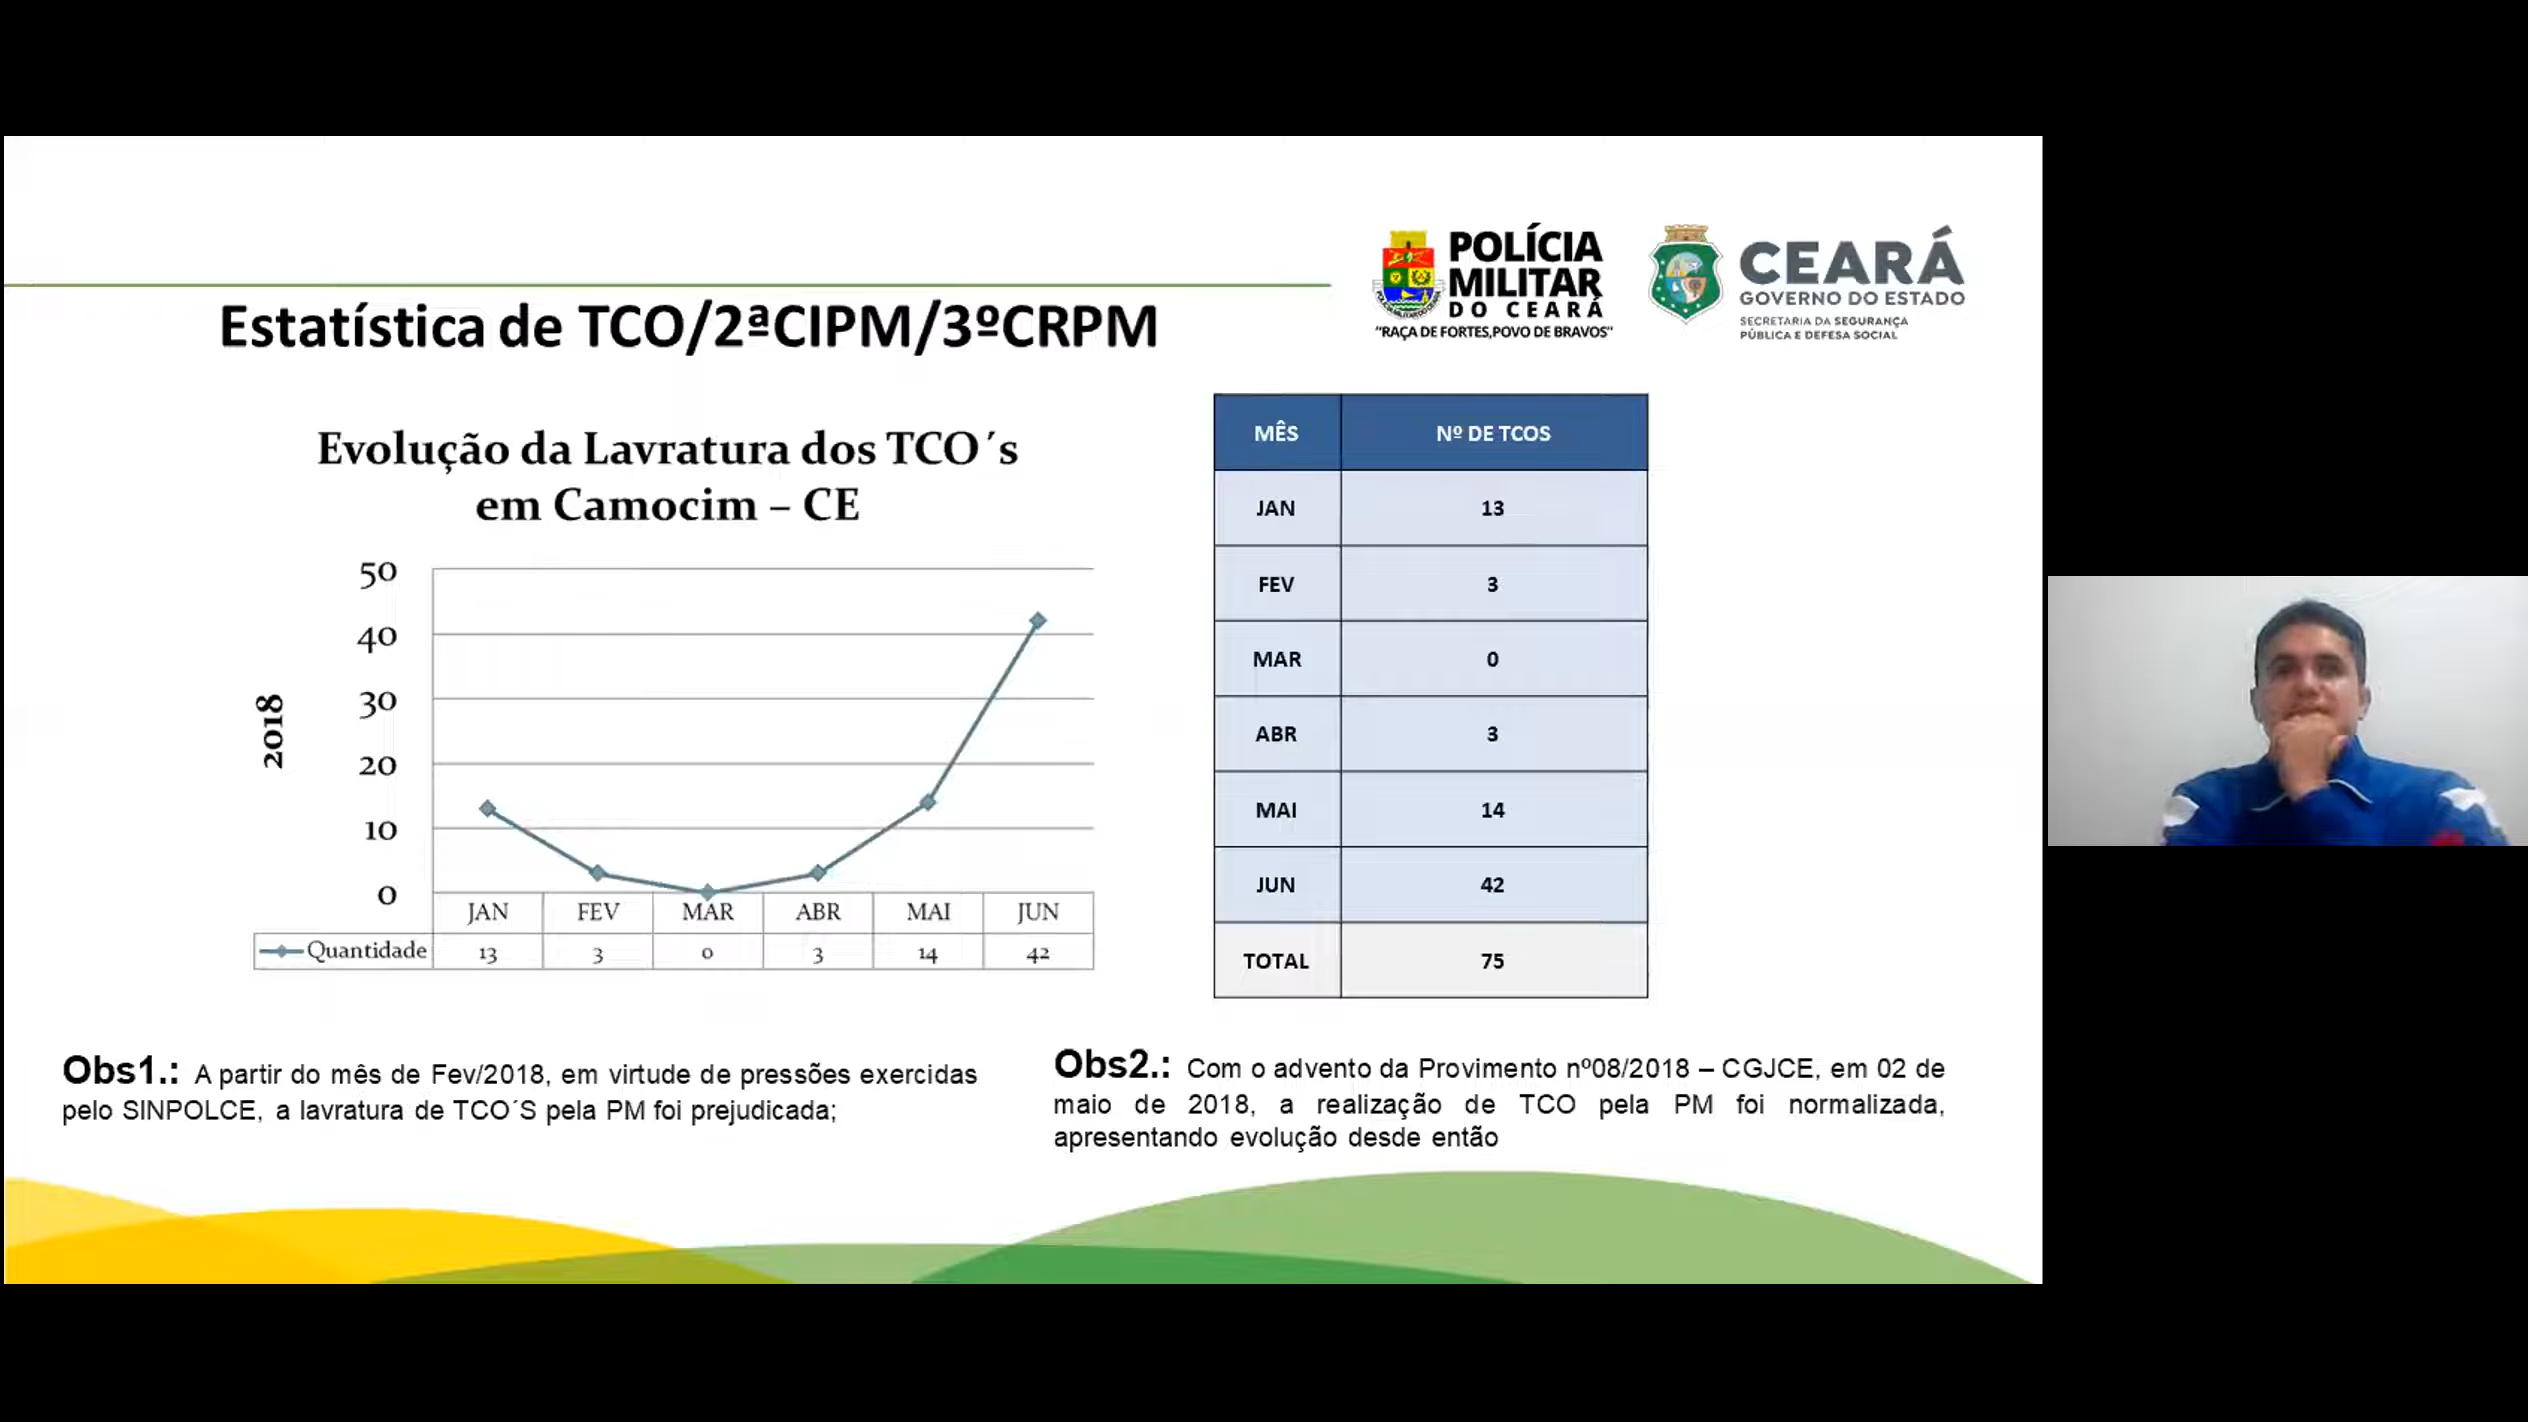 POLÍCIA
MILITAR
DO CEARÁ
"RAÇA DE FORTES,POVO DE BRAVOS"
CEARÁ
GOVERNO DO ESTADO
SECRETARIA DA SEGURANÇA
PÚBLICA E DEFESA SOCIAL
Estatística de TCO/2ªCIPM/3ºCRPM
Evolução da Lavratura dos TCO´s
em Camocim – CE
2018
50
40
30
20
10
0
JAN FEV MAR ABR MAI JUN
Quantidade 13 3 0 3 14 42
MÊS Nº DE TCOS
JAN 13
FEV 3
MAR 0
ABR 3
MAI 14
JUN 42
TOTAL 75
Obs1.: A partir do mês de Fev/2018, em virtude de pressões exercidas
pelo SINPOLCE, a lavratura de TCO´S pela PM foi prejudicada;
Obs2.: Com o advento da Provimento nº08/2018 – CGJCE, em 02 de
maio de 2018, a realização de TCO pela PM foi normalizada,
apresentando evolução desde então